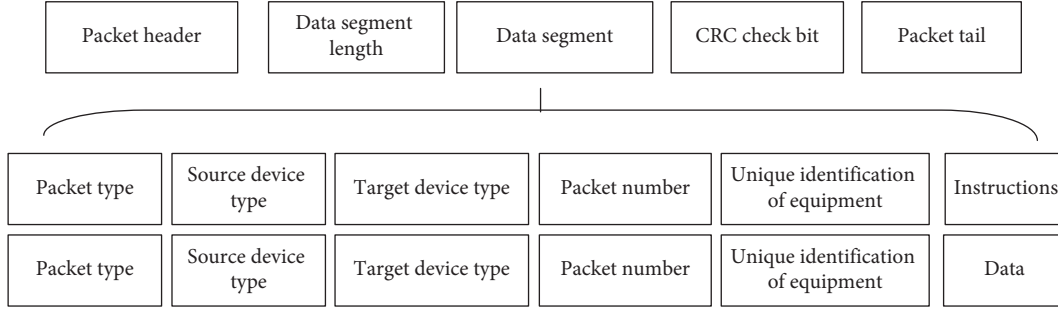 Packet header
Data segment
length
Data segment
CRC check bit
Packet tail
Packet type
Source device
type
Target device type
Packet number
Unique identification
of equipment
Instructions
Packet type
Source device
type
Target device type
Packet number
Unique identification
of equipment
Data